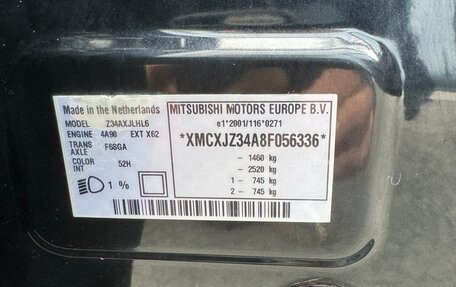 Made in the Netherlands
MODEL Z34AXJLHL6
ENGINE 4A90 EXT X62
TRANS AXLE F6SGA
COLOR INT 52H
1 %
MITSUBISHI MOTORS EUROPE B.V.
e1*2001/116*0271
*XMCXJZ34A8F056336*
- 1460 kg
- 2520 kg
1 - 745 kg
2 - 745 kg